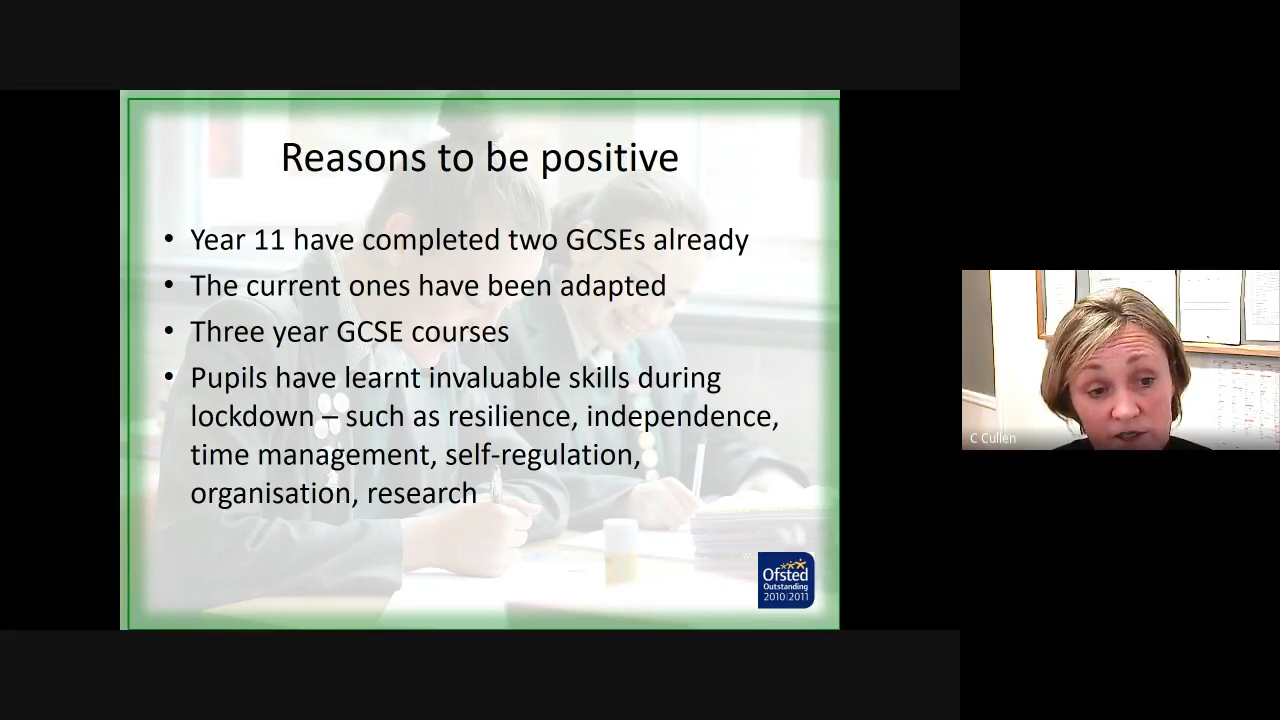 Reasons to be positive
• Year 11 have completed two GCSEs already
• The current ones have been adapted
• Three year GCSE courses
• Pupils have learnt invaluable skills during
lockdown – such as resilience, independence,
time management, self-regulation,
organisation, research
Ofsted
Outstanding
2010|2011
C Cullen